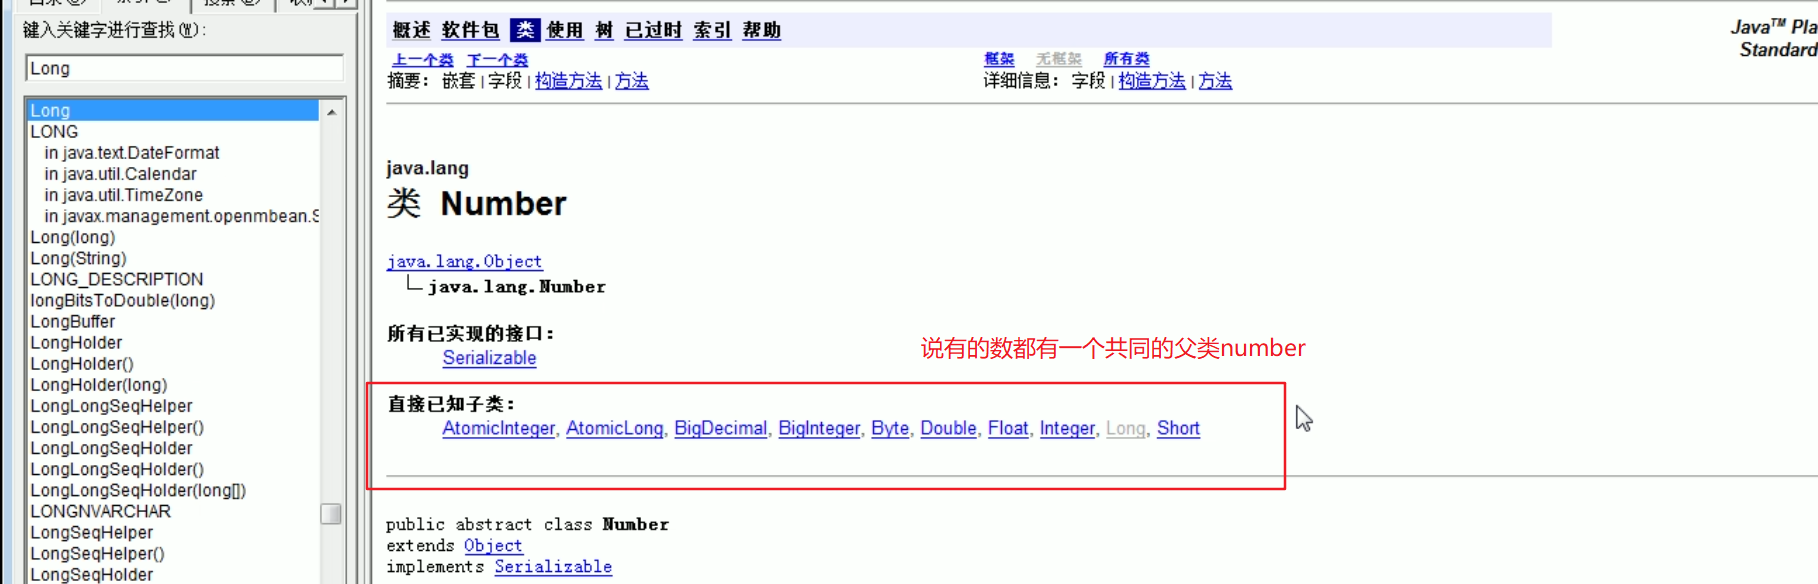 键入关键字进行查找(W):
Long
Long
LONG
in java.text.DateFormat
in java.util.Calendar
in java.util.TimeZone
in javax.management.openmbean.S
Long(long)
Long(String)
LONG_DESCRIPTION
longBitsToDouble(long)
LongBuffer
LongHolder
LongHolder()
LongHolder(long)
LongLongSeqHelper
LongLongSeqHelper()
LongLongSeqHolder
LongLongSeqHolder()
LongLongSeqHolder(long[])
LONGNVARCHAR
LongSeqHelper
LongSeqHelper()
LongSeqHolder
概述 软件包 类 使用 树 已过时 索引 帮助
Java™ Pla
Standard
上一个类 下一个类
框架 无框架 所有类
摘要： 嵌套 | 字段 | 构造方法 | 方法
详细信息： 字段 | 构造方法 | 方法
java.lang
类 Number
java.lang.Object
java.lang.Number
所有已实现的接口：
Serializable
说有的数都有一个共同的父类number
直接已知子类：
AtomicInteger, AtomicLong, BigDecimal, BigInteger, Byte, Double, Float, Integer, Long, Short
public abstract class Number
extends Object
implements Serializable